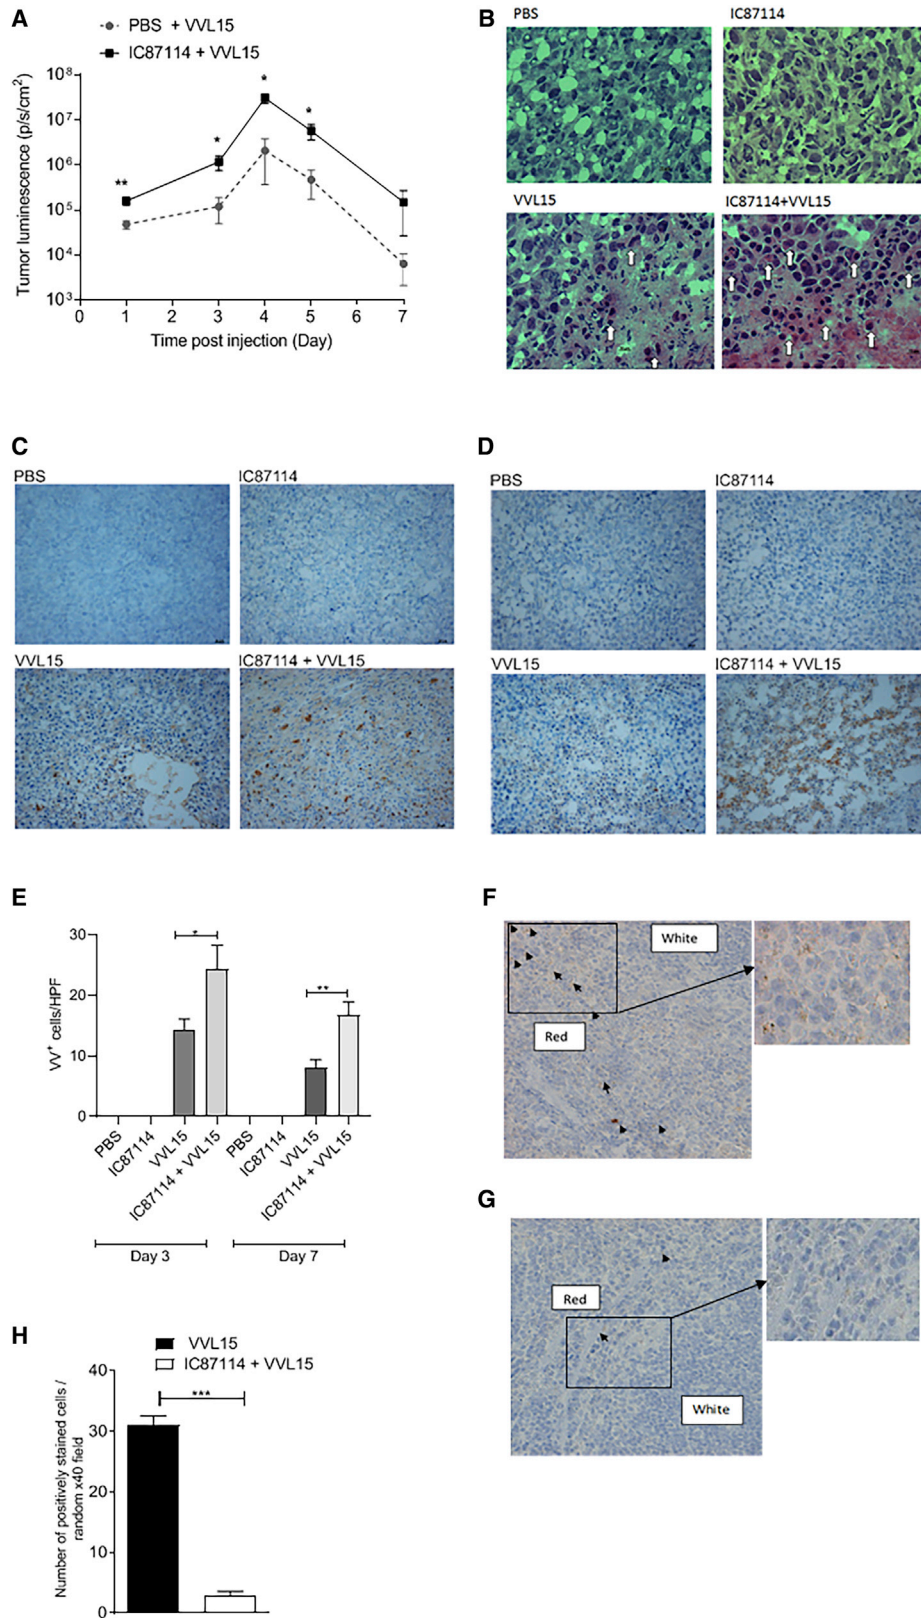 A
PBS + VVL15
IC87114 + VVL15
Tumor luminescence (p/s/cm²)
10⁸
10⁷
10⁶
10⁵
10⁴
10³
**
*
*
*
0 1 2 3 4 5 6 7
Time post injection (Day)
B
PBS
IC87114
VVL15
IC87114+VVL15
C
PBS
IC87114
VVL15
IC87114 + VVL15
D
PBS
IC87114
VVL15
IC87114 + VVL15
E
VV⁺ cells/HPF
30
20
10
0
*
**
PBS
IC87114
VVL15
IC87114 + VVL15
PBS
IC87114
VVL15
IC87114 + VVL15
Day 3
Day 7
F
White
Red
G
Red
White
H
VVL15
IC87114 + VVL15
Number of positively stained cells /
random x40 field
40
30
20
10
0
***